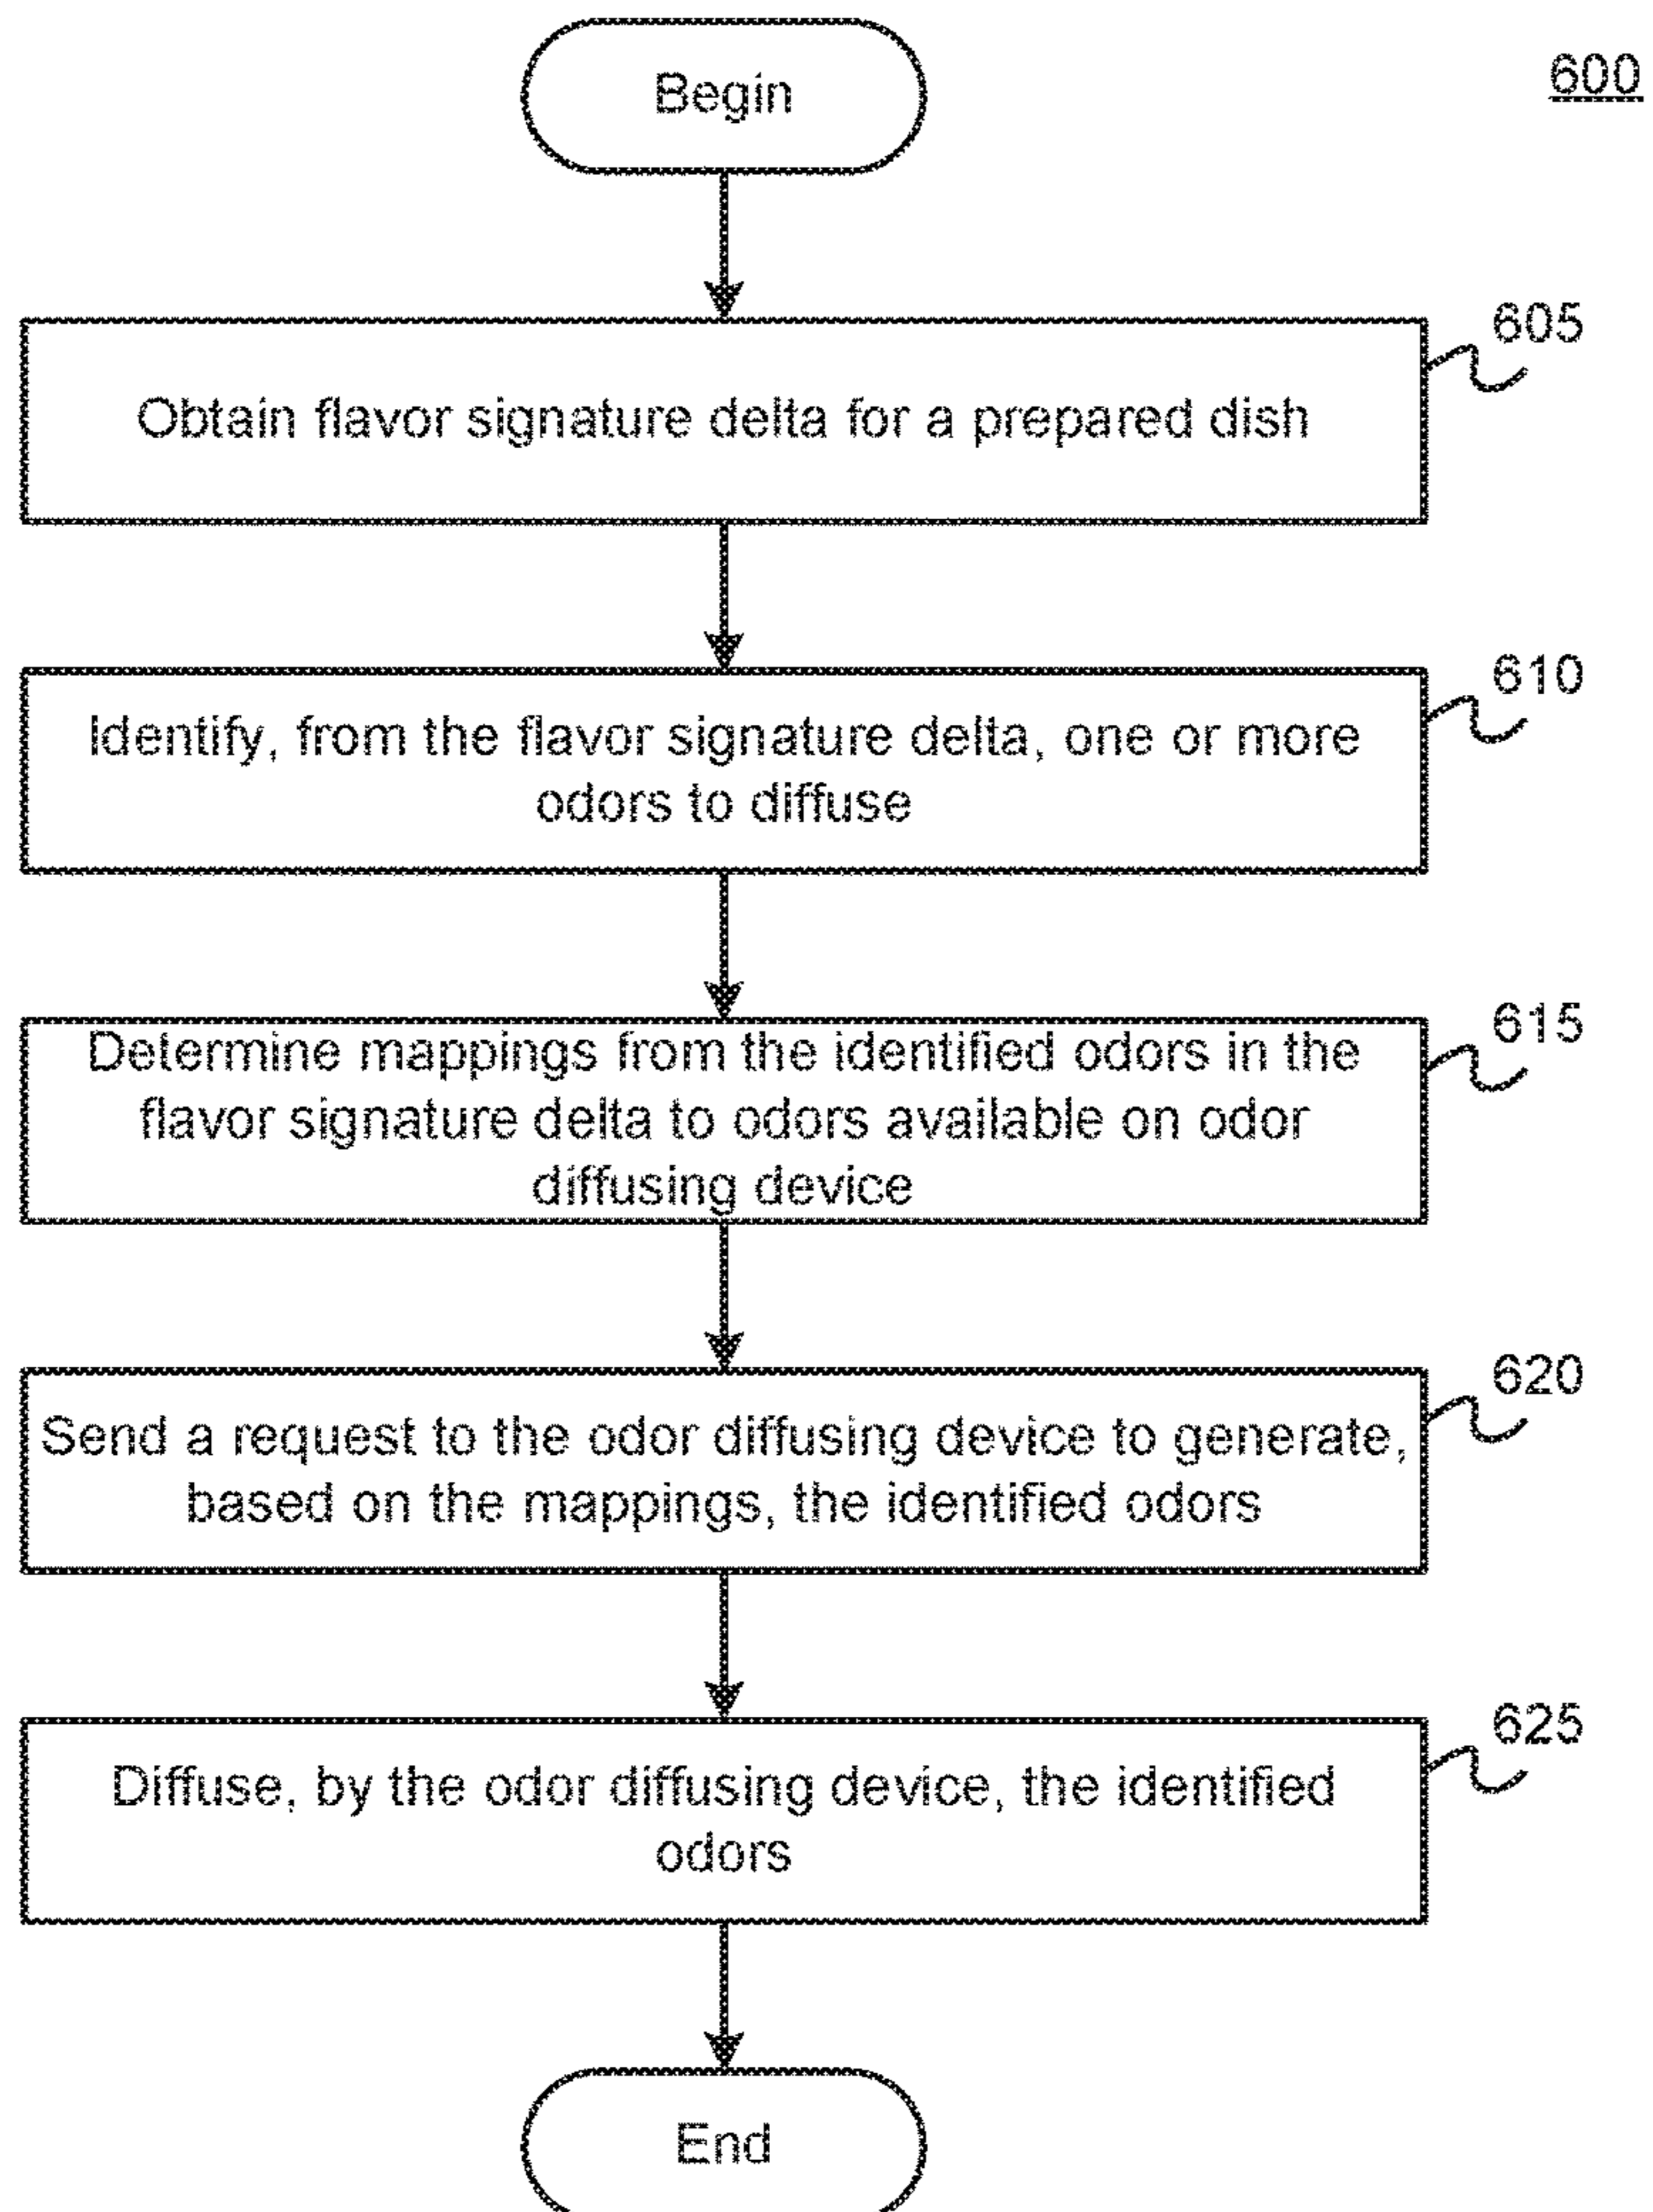 Begin
600
605
Obtain flavor signature delta for a prepared dish
610
Identify, from the flavor signature delta, one or more
odors to diffuse
615
Determine mappings from the identified odors in the
flavor signature delta to odors available on odor
diffusing device
620
Send a request to the odor diffusing device to generate,
based on the mappings, the identified odors
625
Diffuse, by the odor diffusing device, the identified
odors
End